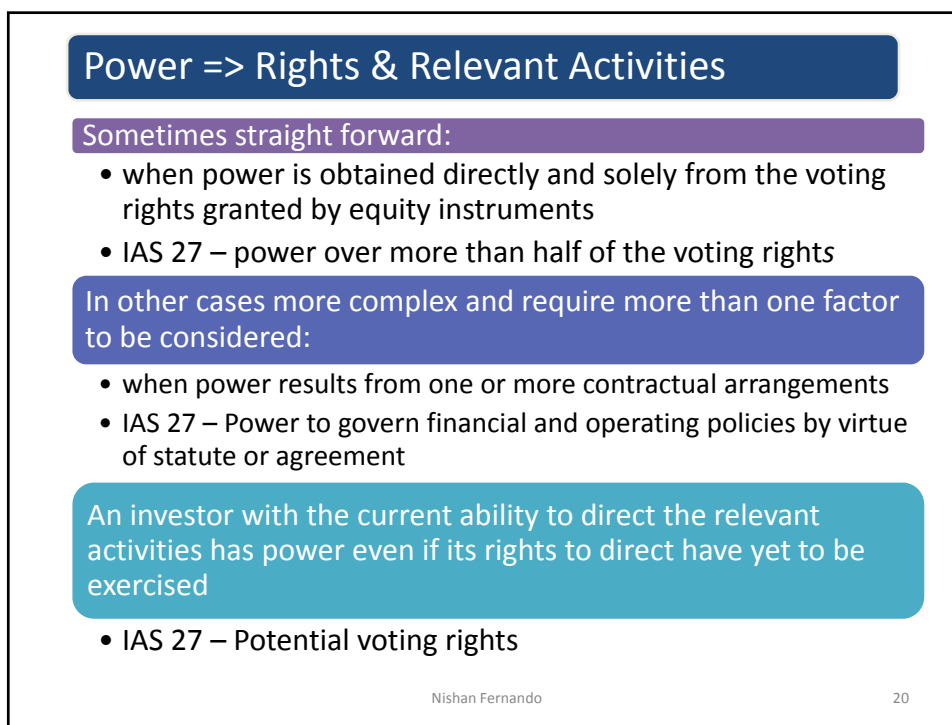 Power => Rights & Relevant Activities
Sometimes straight forward:
• when power is obtained directly and solely from the voting
rights granted by equity instruments
• IAS 27 – power over more than half of the voting rights
In other cases more complex and require more than one factor
to be considered:
• when power results from one or more contractual arrangements
• IAS 27 – Power to govern financial and operating policies by virtue
of statute or agreement
An investor with the current ability to direct the relevant
activities has power even if its rights to direct have yet to be
exercised
• IAS 27 – Potential voting rights
Nishan Fernando
20